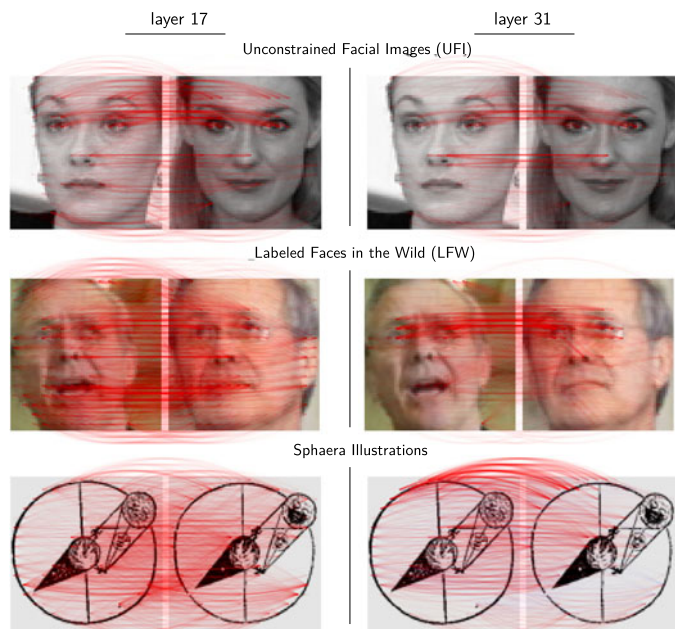 layer 17
layer 31
Unconstrained Facial Images (UFI)
Labeled Faces in the Wild (LFW)
Sphaera Illustrations